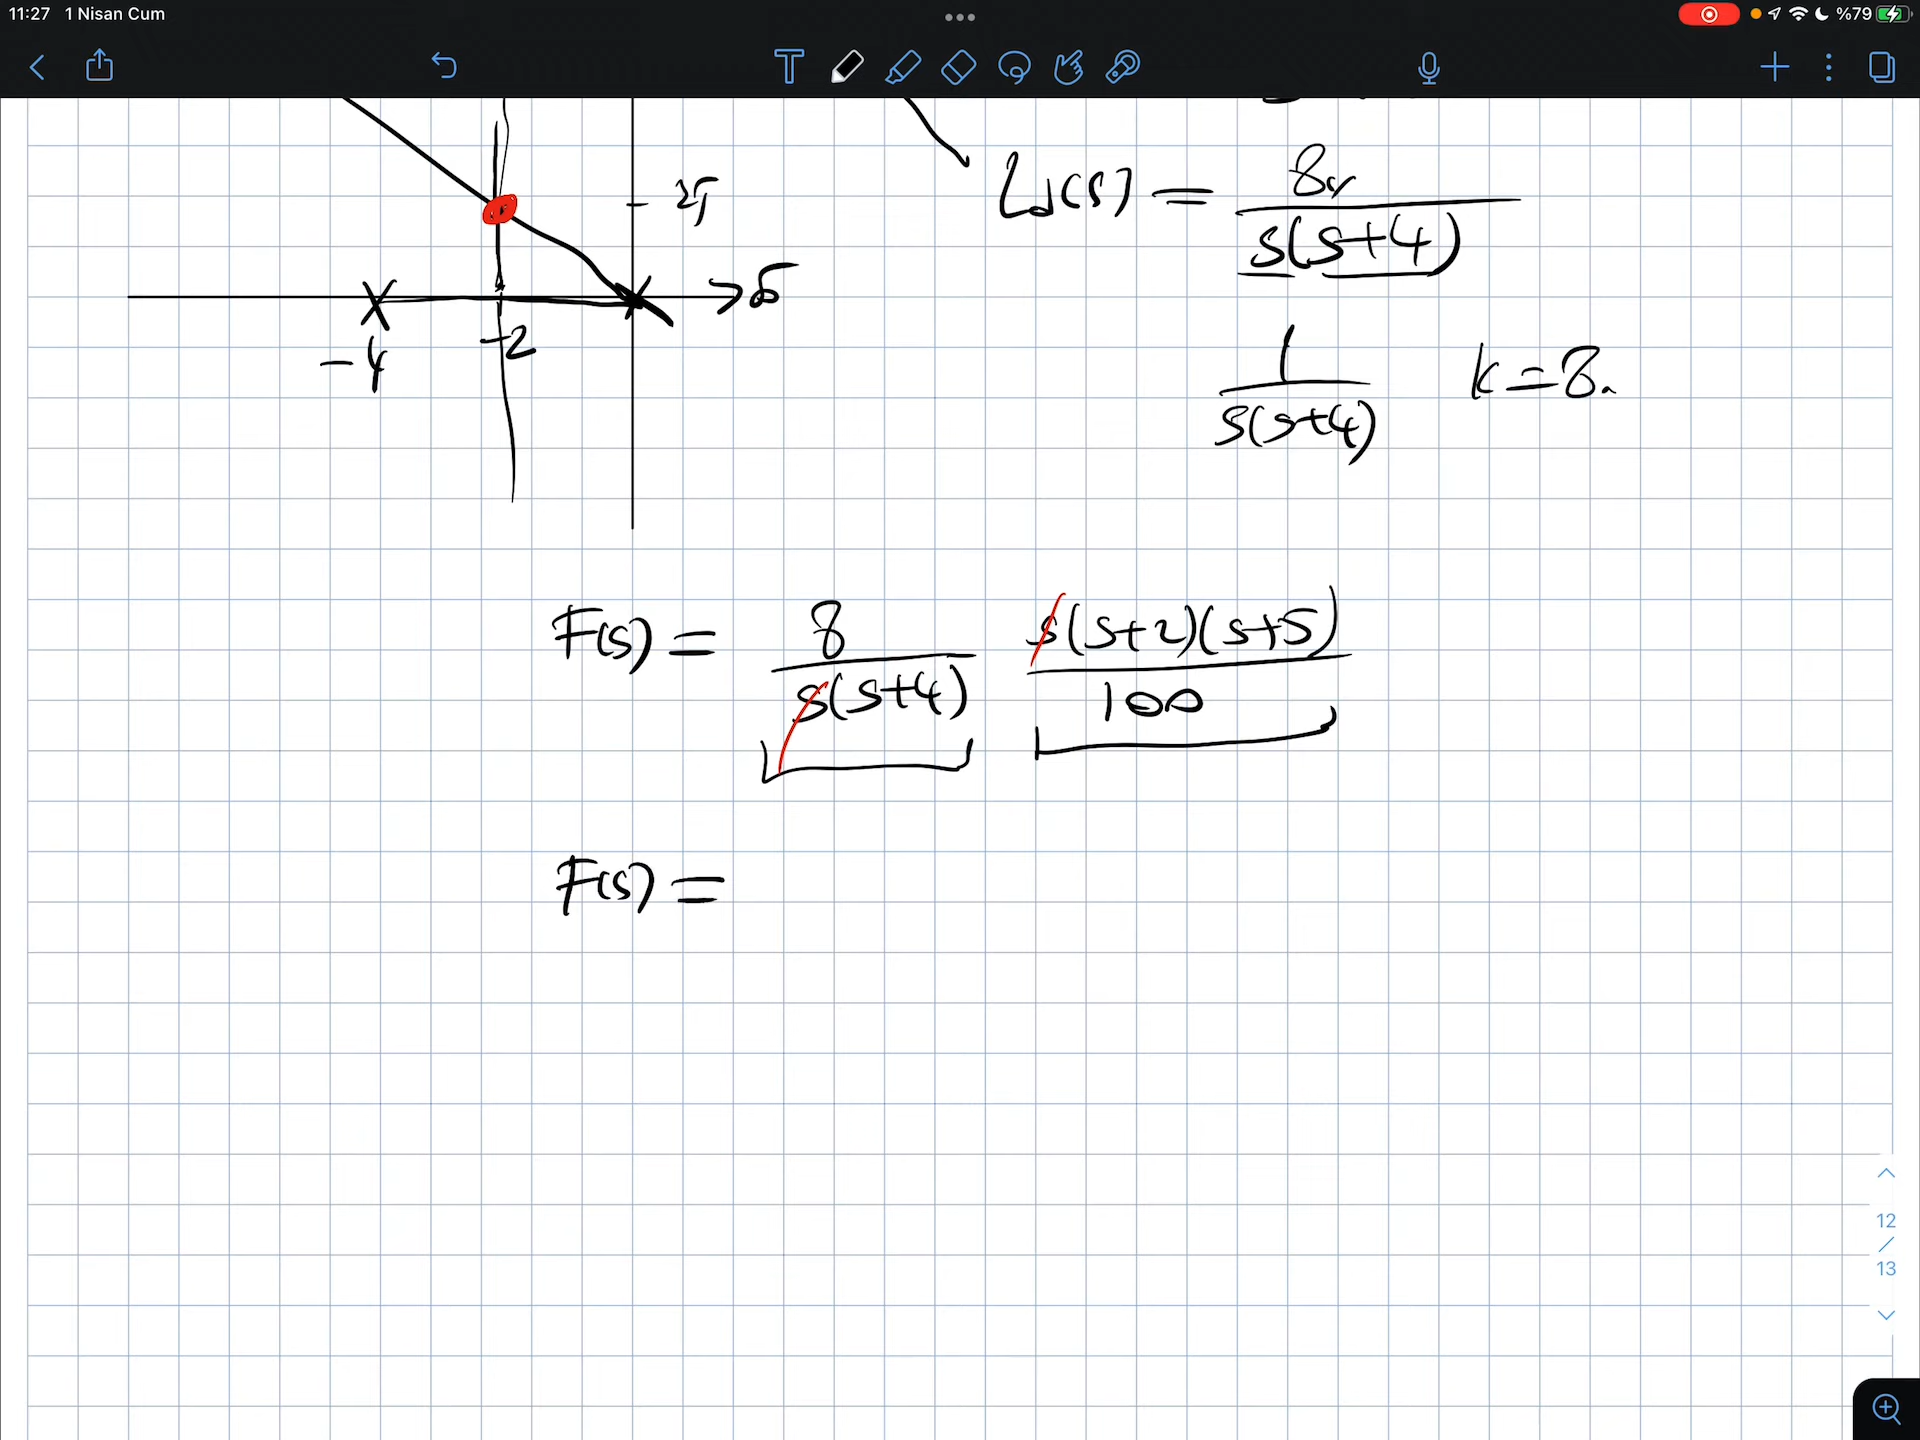 11:27 1 Nisan Cum
%79
2j
σ
-4
-2
Ld(s) = 8 / s(s+4)
1 / s(s+4) k=8
F(s) = 8 / s(s+4) s(s+2)(s+5) / 100
F(s) =
12
/
13